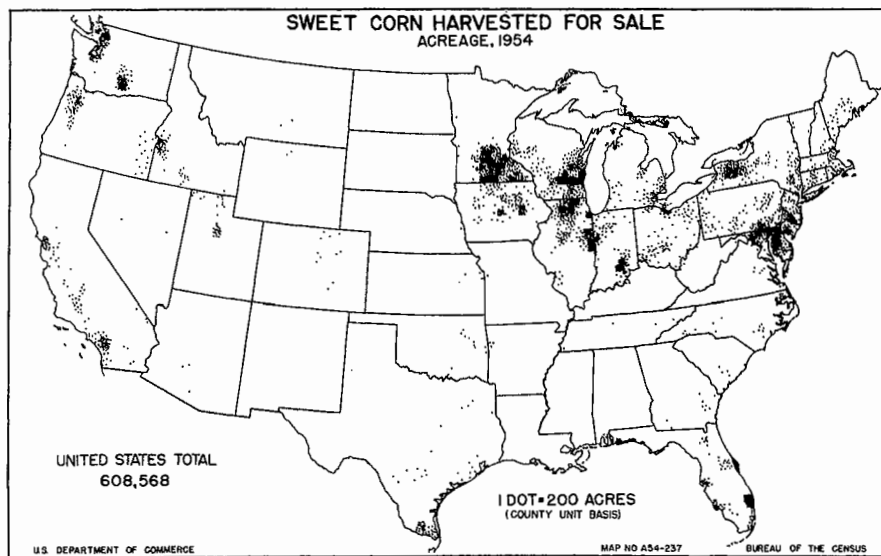 SWEET CORN HARVESTED FOR SALE
ACREAGE, 1954
UNITED STATES TOTAL
608,568
1 DOT=200 ACRES
(COUNTY UNIT BASIS)
U.S. DEPARTMENT OF COMMERCE
MAP NO A54-237
BUREAU OF THE CENSUS